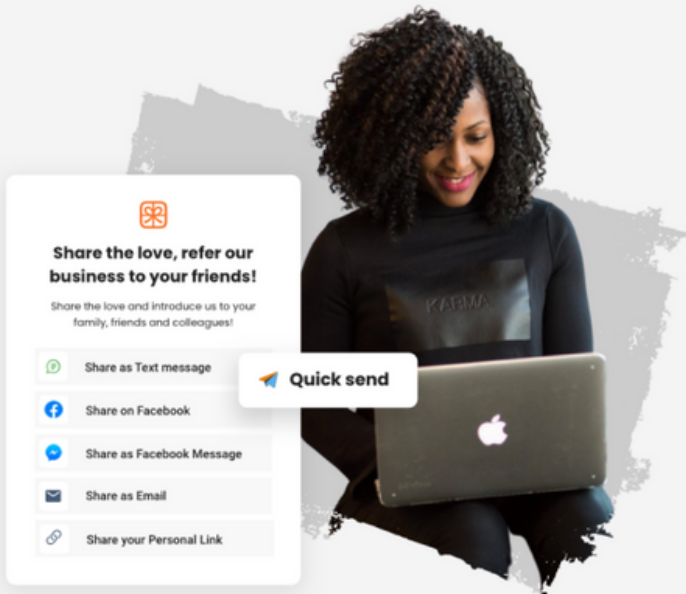 Share the love, refer our
business to your friends!
Share the love and introduce us to your
family, friends and colleagues!
Share as Text message
Quick send
Share on Facebook
Share as Facebook Message
Share as Email
Share your Personal Link
KARMA